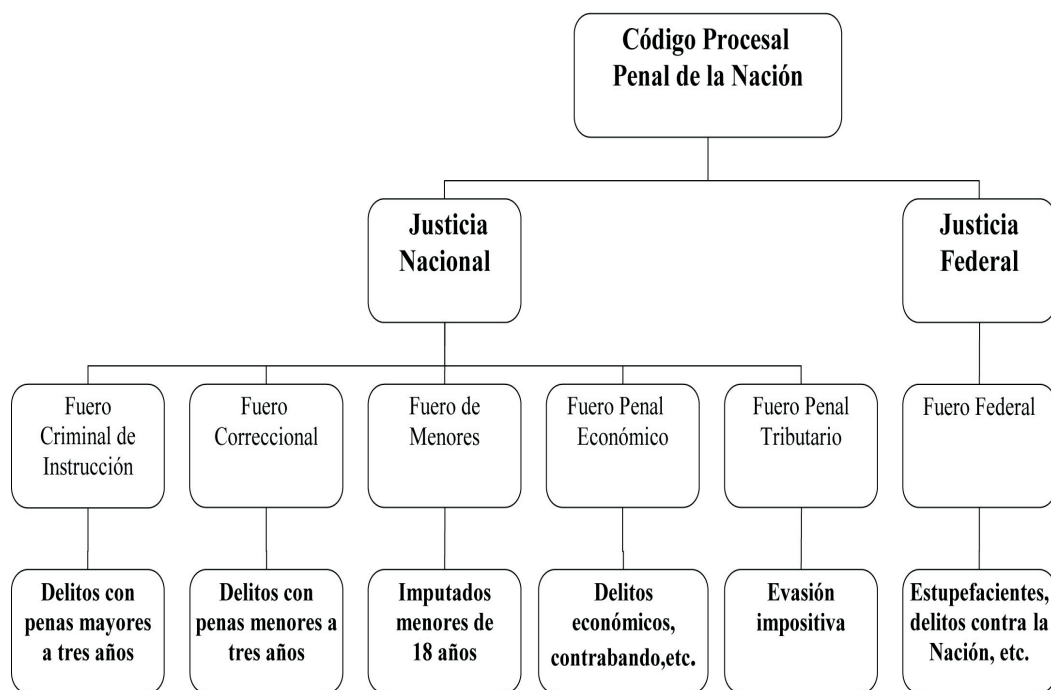 Código Procesal
Penal de la Nación
Justicia
Nacional
Justicia
Federal
Fuero
Criminal de
Instrucción
Fuero
Correccional
Fuero de
Menores
Fuero Penal
Económico
Fuero Penal
Tributario
Fuero Federal
Delitos con
penas mayores
a tres años
Delitos con
penas menores a
tres años
Imputados
menores de
18 años
Delitos
económicos,
contrabando,etc.
Evasión
impositiva
Estupefacientes,
delitos contra la
Nación, etc.